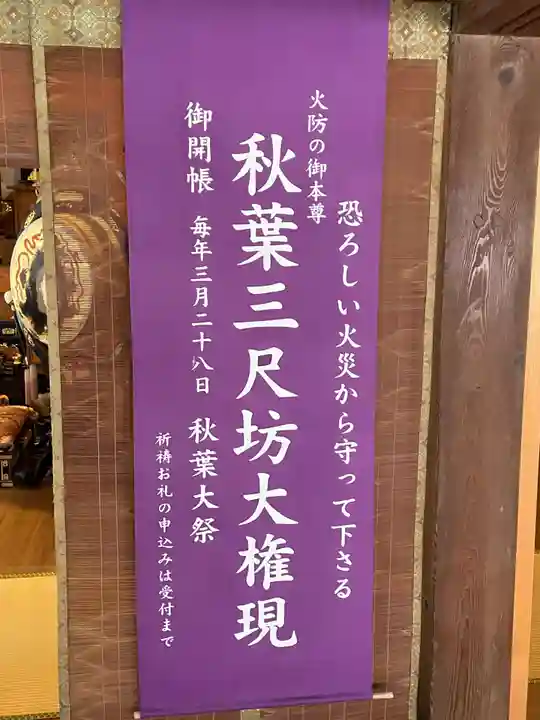 恐ろしい火災から守って下さる
火防の御本尊
秋葉三尺坊大権現
御開帳 毎年三月二十八日 秋葉大祭
祈祷お礼の申込みは受付まで